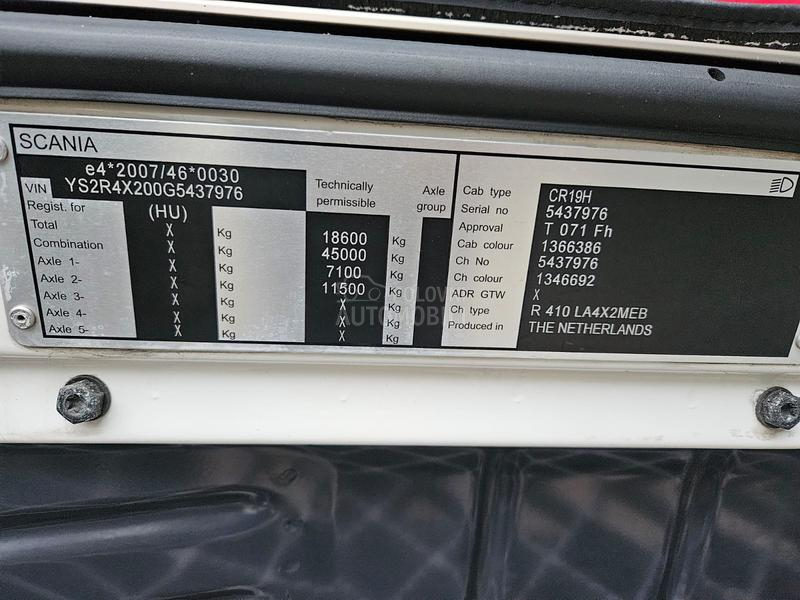 SCANIA
e4*2007/46*0030
VIN YS2R4X200G5437976
Regist. for (HU)
Technically permissible
Axle group
Total X Kg 18600 Kg
Combination X Kg 45000 Kg
Axle 1- X Kg 7100 Kg
Axle 2- X Kg 11500 Kg
Axle 3- X Kg X Kg
Axle 4- X Kg X Kg
Axle 5- X Kg X Kg
Cab type CR19H
Serial no 5437976
Approval T 071 Fh
Cab colour 1366386
Ch No 5437976
Ch colour 1346692
ADR GTW X
Ch type R 410 LA4X2MEB
Produced in THE NETHERLANDS
POLOVNI
AUTOMOBILI